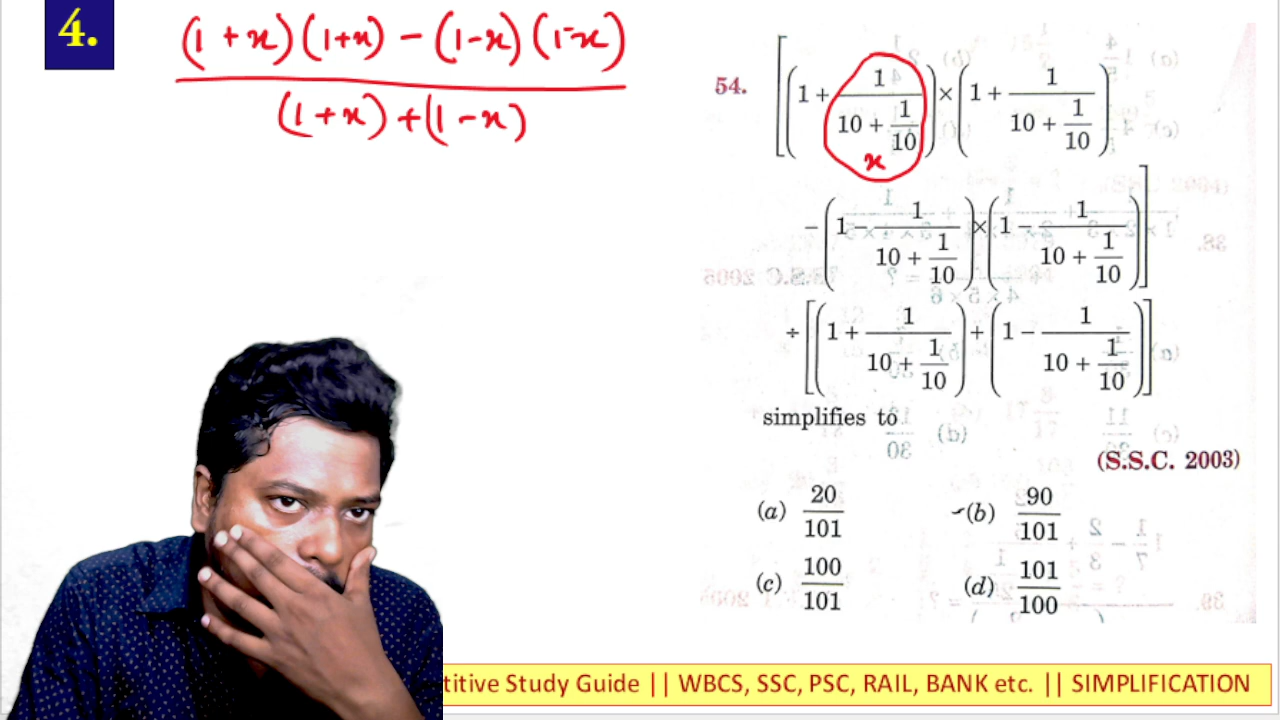 4.
(1 + x)(1+x) - (1-x)(1-x)
(1+x)+(1-x)
54. [(1 + 1/(10 + 1/10)) × (1 + 1/(10 + 1/10))
x
- (1 - 1/(10 + 1/10)) × (1 - 1/(10 + 1/10))]
÷ [(1 + 1/(10 + 1/10)) + (1 - 1/(10 + 1/10))]
simplifies to
(S.S.C. 2003)
(a) 20/101 (b) 90/101
(c) 100/101 (d) 101/100
titive Study Guide || WBCS, SSC, PSC, RAIL, BANK etc. || SIMPLIFICATION